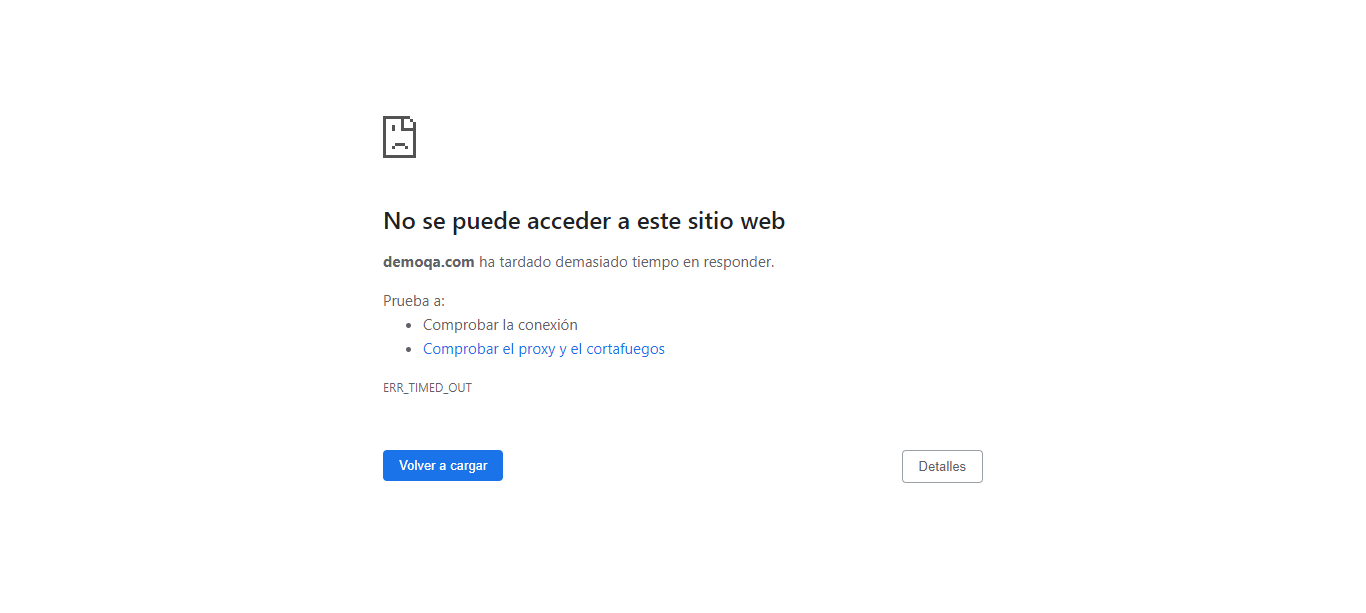 No se puede acceder a este sitio web
demoqa.com ha tardado demasiado tiempo en responder.
Prueba a:
Comprobar la conexión
Comprobar el proxy y el cortafuegos
ERR_TIMED_OUT
Volver a cargar
Detalles